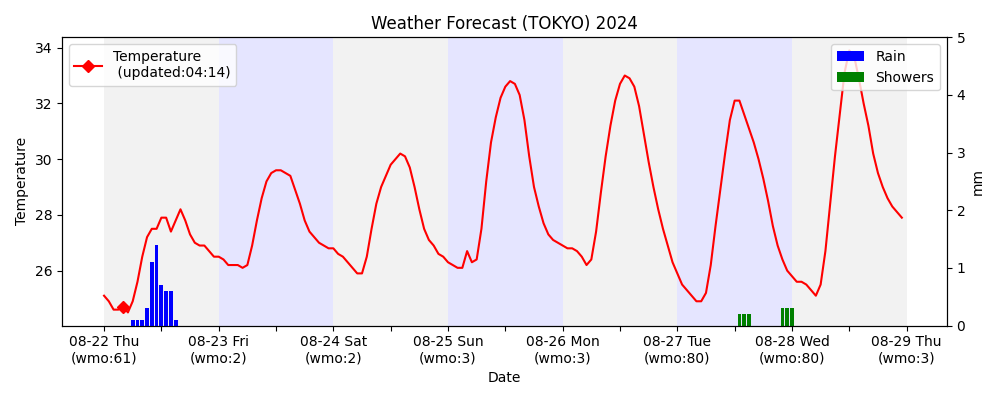 Weather Forecast (TOKYO) 2024
Temperature
(updated:04:14)
Rain
Showers
34
32
30
28
26
Temperature
5
4
3
2
1
0
mm
08-22 Thu
(wmo:61)
08-23 Fri
(wmo:2)
08-24 Sat
(wmo:2)
08-25 Sun
(wmo:3)
08-26 Mon
(wmo:3)
08-27 Tue
(wmo:80)
08-28 Wed
(wmo:80)
08-29 Thu
(wmo:3)
Date